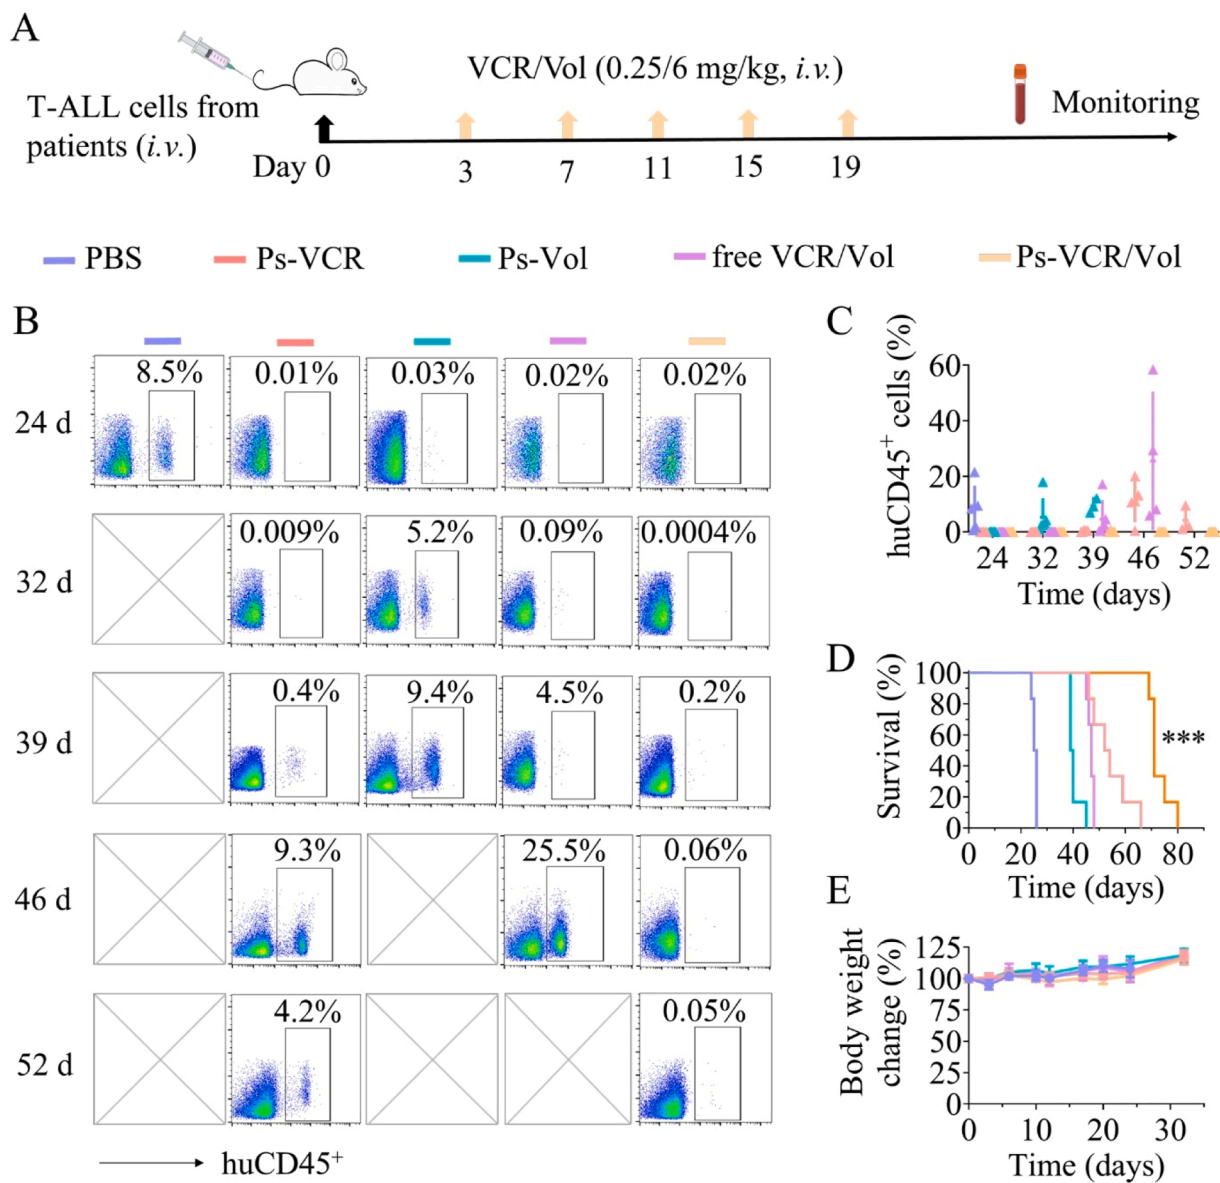 A
VCR/Vol (0.25/6 mg/kg, i.v.)
T-ALL cells from
patients (i.v.)
Monitoring
Day 0
3
7
11
15
19
PBS
Ps-VCR
Ps-Vol
free VCR/Vol
Ps-VCR/Vol
B
24 d
8.5%
0.01%
0.03%
0.02%
0.02%
32 d
0.009%
5.2%
0.09%
0.0004%
39 d
0.4%
9.4%
4.5%
0.2%
46 d
9.3%
25.5%
0.06%
52 d
4.2%
0.05%
huCD45+
C
huCD45+ cells (%)
60
40
20
0
24 32 39 46 52
Time (days)
D
Survival (%)
100
80
60
40
20
0
***
0 20 40 60 80
Time (days)
E
Body weight
change (%)
125
100
75
50
25
0
0 10 20 30
Time (days)